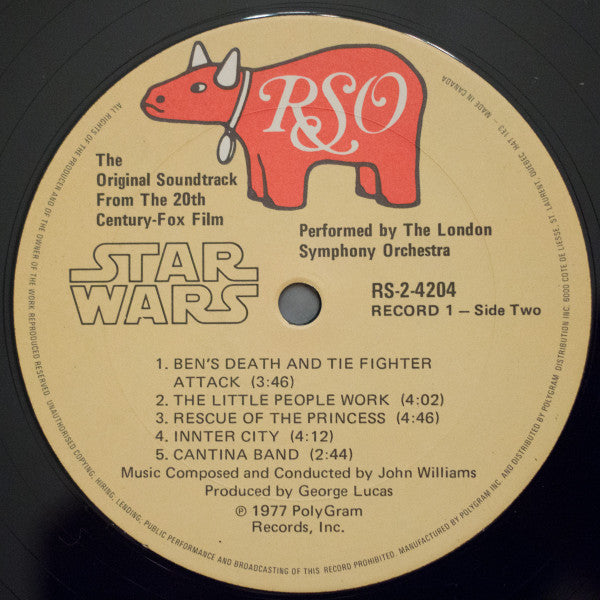 RSO
The
Original Soundtrack
From The 20th
Century-Fox Film
STAR
WARS
Performed by The London
Symphony Orchestra
RS-2-4204
RECORD 1 – Side Two
1. BEN'S DEATH AND TIE FIGHTER
ATTACK (3:46)
2. THE LITTLE PEOPLE WORK (4:02)
3. RESCUE OF THE PRINCESS (4:46)
4. INNTER CITY (4:12)
5. CANTINA BAND (2:44)
Music Composed and Conducted by John Williams
Produced by George Lucas
℗ 1977 PolyGram
Records, Inc.
ALL RIGHTS OF THE PRODUCER AND OF THE OWNER OF THE WORK REPRODUCED RESERVED. UNAUTHORISED COPYING, HIRING, LENDING, PUBLIC PERFORMANCE AND BROADCASTING OF THIS RECORD PROHIBITED. MANUFACTURED BY POLYGRAM INC. AND DISTRIBUTED BY POLYGRAM DISTRIBUTION INC. 6000 COTE DE LIESSE, ST LAURENT, QUEBEC H4T 1E3 – MADE IN CANADA